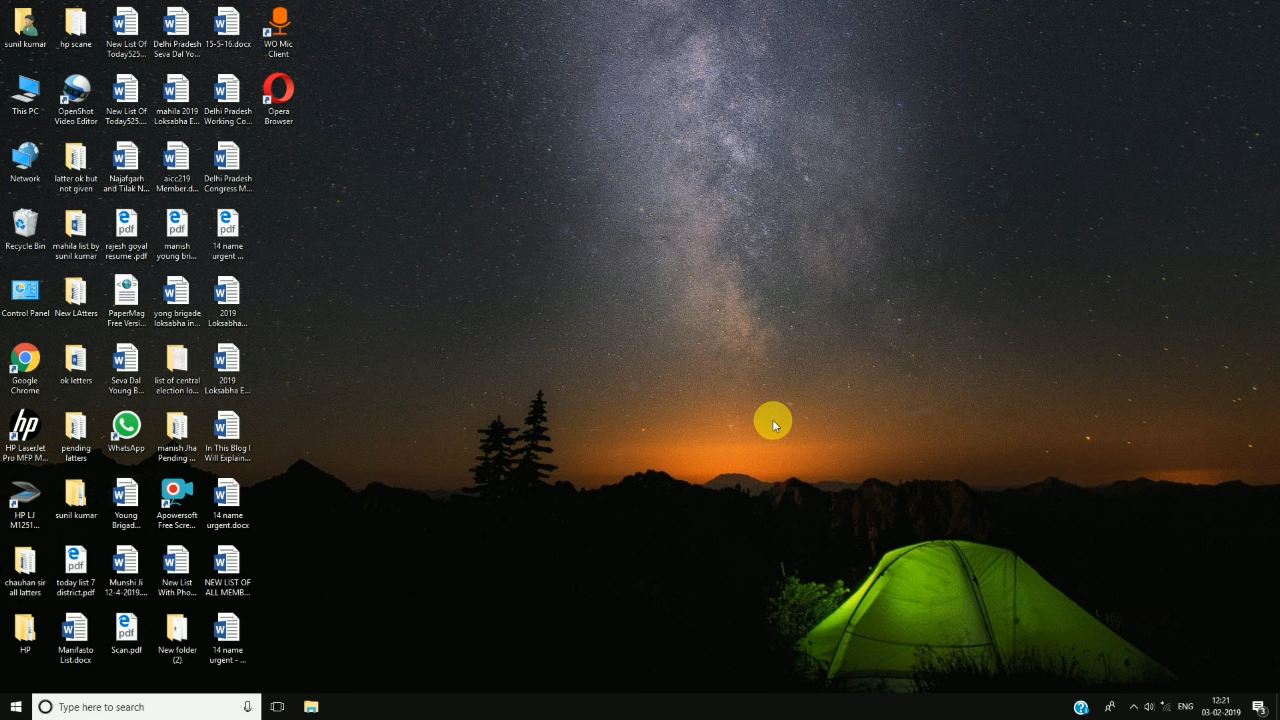 sunil kumar
hp scane
New List Of
Today525...
Delhi Pradesh
Seva Dal Yo...
15-5-16.docx
WO Mic
Client
This PC
OpenShot
Video Editor
New List Of
Today525....
mahila 2019
Loksabha E...
Delhi Pradesh
Working Co...
Opera
Browser
Network
latter ok but
not given
Najafgarh
and Tilak N...
aicc219
Member.d...
Delhi Pradesh
Congress M...
Recycle Bin
mahila list by
sunil kumar
pdf
rajesh goyal
resume .pdf
pdf
manish
young bri...
pdf
14 name
urgent ...
Control Panel
New LAtters
PaperMag
Free Versi...
yong brigade
loksabha in...
2019
Loksabha...
Google
Chrome
ok letters
Seva Dal
Young B...
list of central
election lo...
2019
Loksabha E...
hp
HP LaserJet
Pro MFP M...
pending
latters
WhatsApp
manish Jha
Pending ...
In This Blog I
Will Explain...
HP LJ
M1251...
sunil kumar
Young
Brigad...
Apowersoft
Free Scre...
14 name
urgent.docx
chauhan sir
all latters
pdf
today list 7
district.pdf
Munshi Ji
12-4-2019....
New List
With Pho...
NEW LIST OF
ALL MEMB...
HP
Manifasto
List.docx
pdf
Scan.pdf
New folder
(2)
14 name
urgent - ...
Type here to search
ENG
12:21
03-02-2019